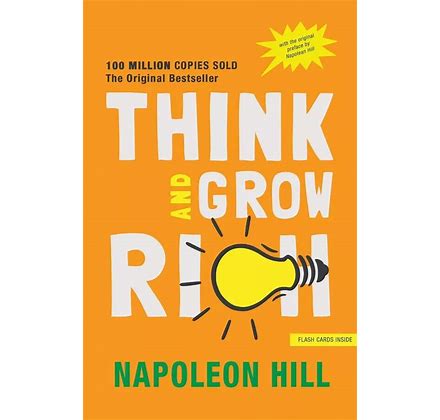 with the original
preface by
Napoleon Hill
100 MILLION COPIES SOLD
The Original Bestseller
THINK
AND GROW
RICH
FLASH CARDS INSIDE
NAPOLEON HILL